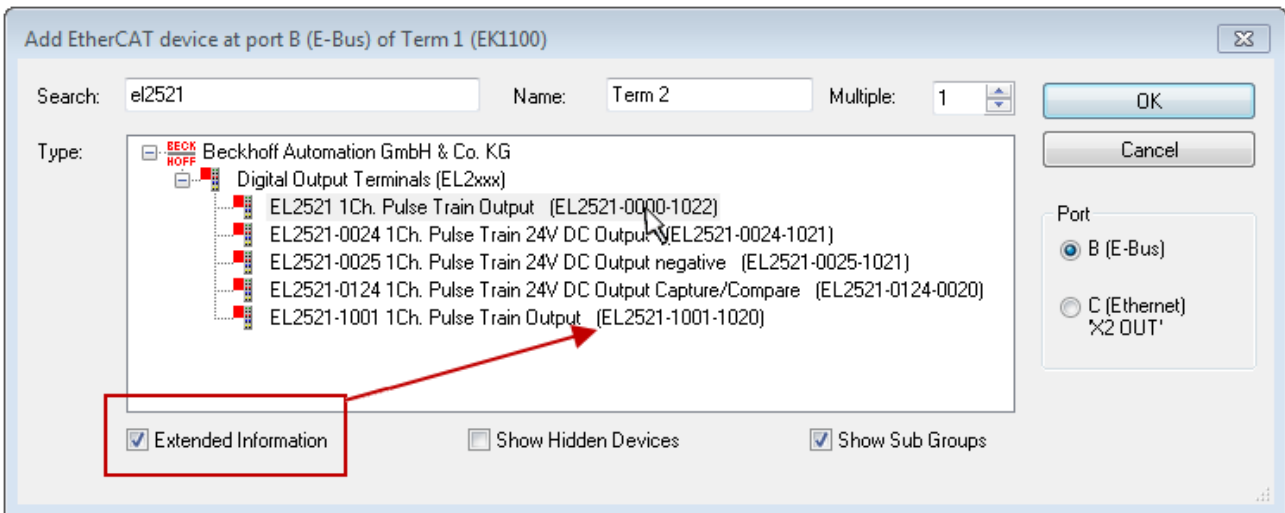 Add EtherCAT device at port B (E-Bus) of Term 1 (EK1100)
Search: el2521 Name: Term 2 Multiple: 1 OK
Type: BECKHOFF Beckhoff Automation GmbH & Co. KG Cancel
Digital Output Terminals (EL2xxx)
EL2521 1Ch. Pulse Train Output (EL2521-0000-1022)
EL2521-0024 1Ch. Pulse Train 24V DC Output (EL2521-0024-1021)
EL2521-0025 1Ch. Pulse Train 24V DC Output negative (EL2521-0025-1021)
EL2521-0124 1Ch. Pulse Train 24V DC Output Capture/Compare (EL2521-0124-0020)
EL2521-1001 1Ch. Pulse Train Output (EL2521-1001-1020)
Port
B (E-Bus)
C (Ethernet)
'X2 OUT'
Extended Information Show Hidden Devices Show Sub Groups